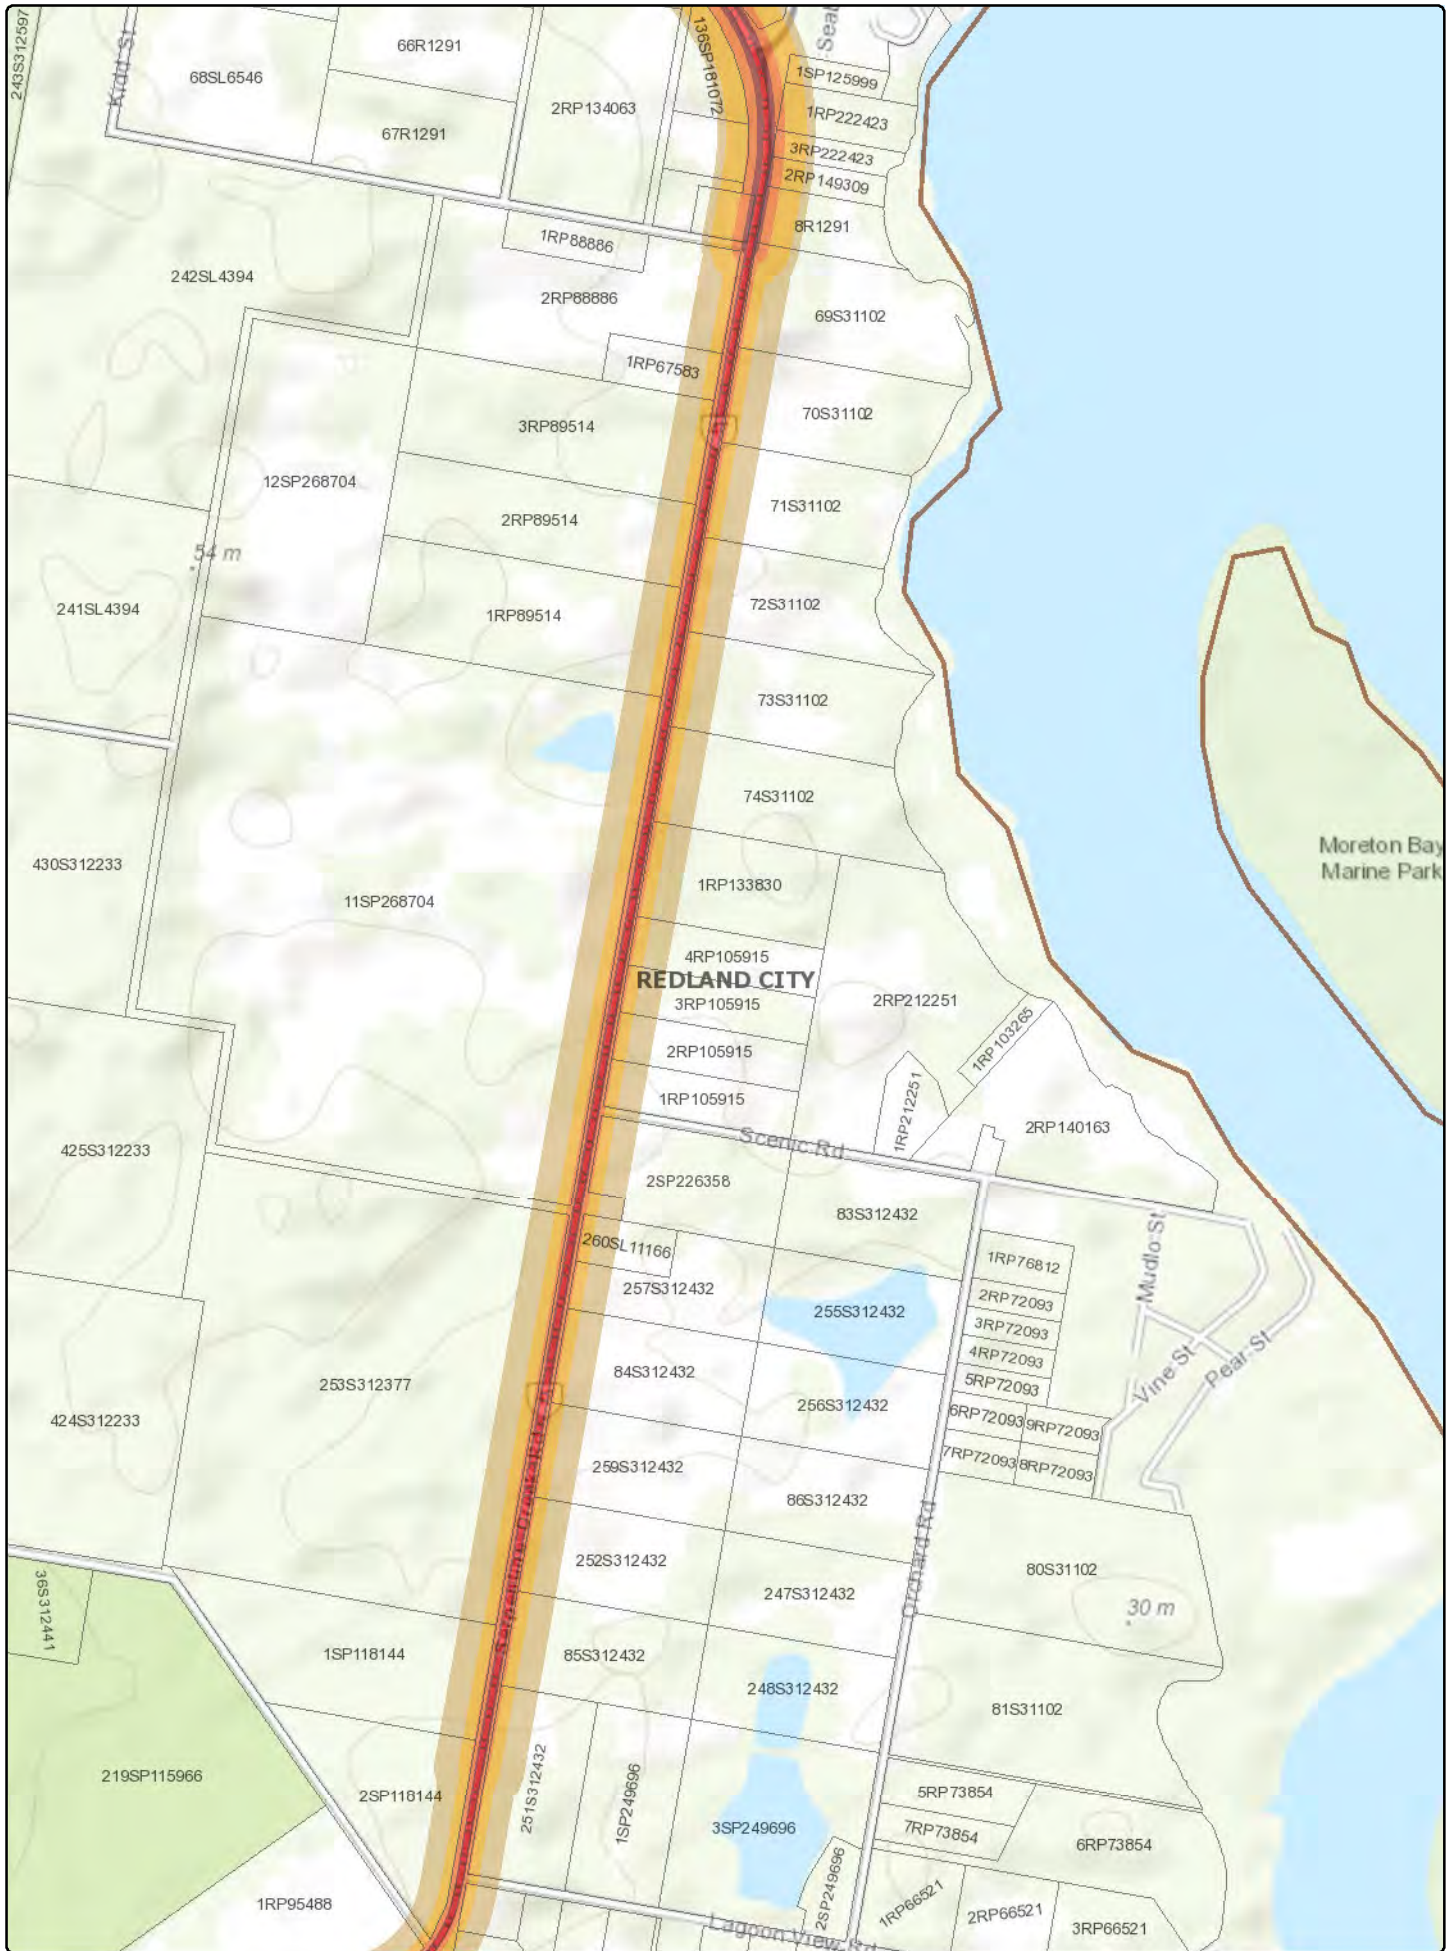 243S312597
Kidd St
68SL6546
66R1291
67R1291
2RP134063
136SP181072
Seal
1SP125999
1RP222423
3RP222423
2RP149309
8R1291
1RP88886
242SL4394
2RP88886
69S31102
1RP67583
70S31102
3RP89514
12SP268704
71S31102
2RP89514
54 m
241SL4394
72S31102
1RP89514
73S31102
74S31102
Moreton Bay
Marine Park
430S312233
1RP133830
11SP268704
4RP105915
REDLAND CITY
3RP105915
2RP212251
1RP103265
2RP105915
1RP105915
1RP212251
2RP140163
425S312233
Scenic Rd
2SP226358
83S312432
Mudlo St
260SL11166
1RP76812
257S312432
2RP72093
255S312432
3RP72093
4RP72093
Vine St
Pear St
84S312432
5RP72093
253S312377
256S312432
6RP72093
9RP72093
424S312233
7RP72093
8RP72093
259S312432
86S312432
Serpentine Creek Rd
Orchard Rd
252S312432
80S31102
247S312432
30 m
36S312441
1SP118144
85S312432
248S312432
81S31102
219SP115966
2SP118144
251S312432
1SP249696
3SP249696
5RP73854
7RP73854
6RP73854
2SP249696
1RP95488
1RP66521
2RP66521
3RP66521
Lagoon View Rd